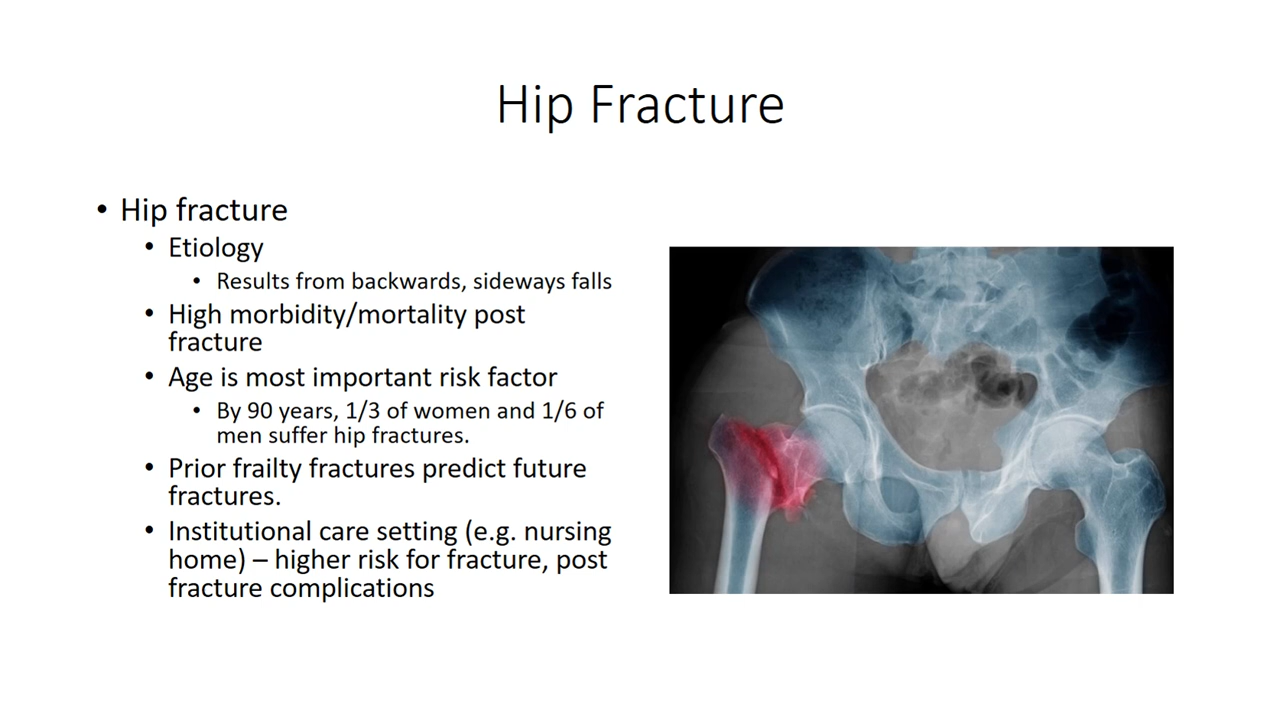 Hip Fracture
• Hip fracture
• Etiology
• Results from backwards, sideways falls
• High morbidity/mortality post
fracture
• Age is most important risk factor
• By 90 years, 1/3 of women and 1/6 of
men suffer hip fractures.
• Prior frailty fractures predict future
fractures.
• Institutional care setting (e.g. nursing
home) – higher risk for fracture, post
fracture complications